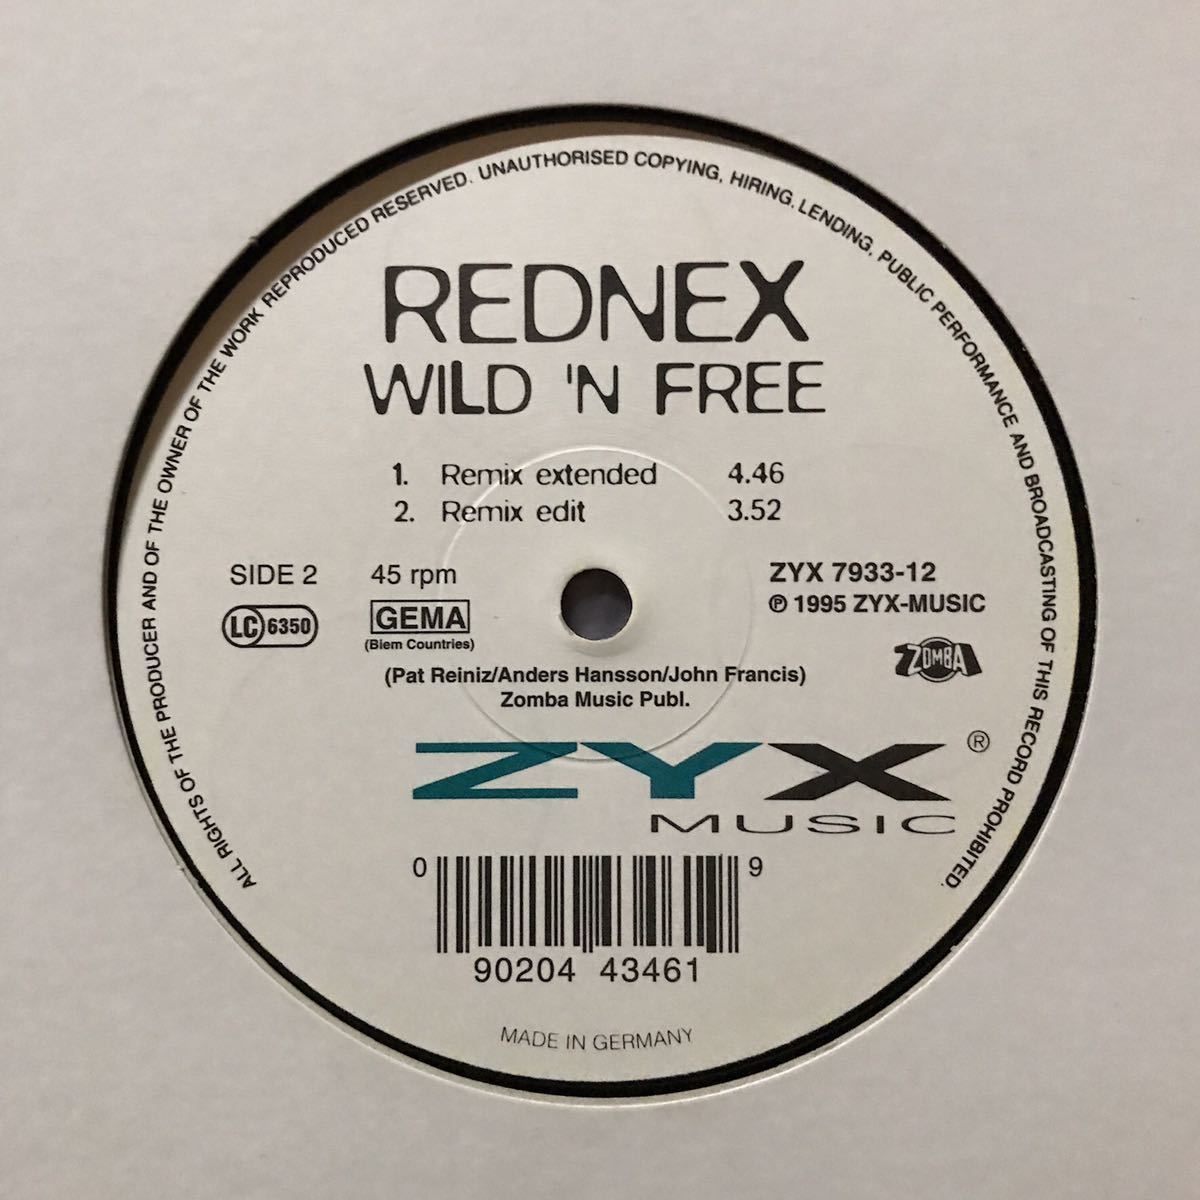 ALL RIGHTS OF THE PRODUCER AND OF THE OWNER OF THE WORK REPRODUCED RESERVED. UNAUTHORISED COPYING, HIRING, LENDING, PUBLIC PERFORMANCE AND BROADCASTING OF THIS RECORD PROHIBITED.
REDNEX
WILD 'N FREE
1. Remix extended 4.46
2. Remix edit 3.52
SIDE 2 45 rpm ZYX 7933-12
LC 6350 GEMA ℗ 1995 ZYX-MUSIC
(Biem Countries)
ZOMBA
(Pat Reiniz/Anders Hansson/John Francis)
Zomba Music Publ.
ZYX ®
MUSIC
0 9
90204 43461
MADE IN GERMANY